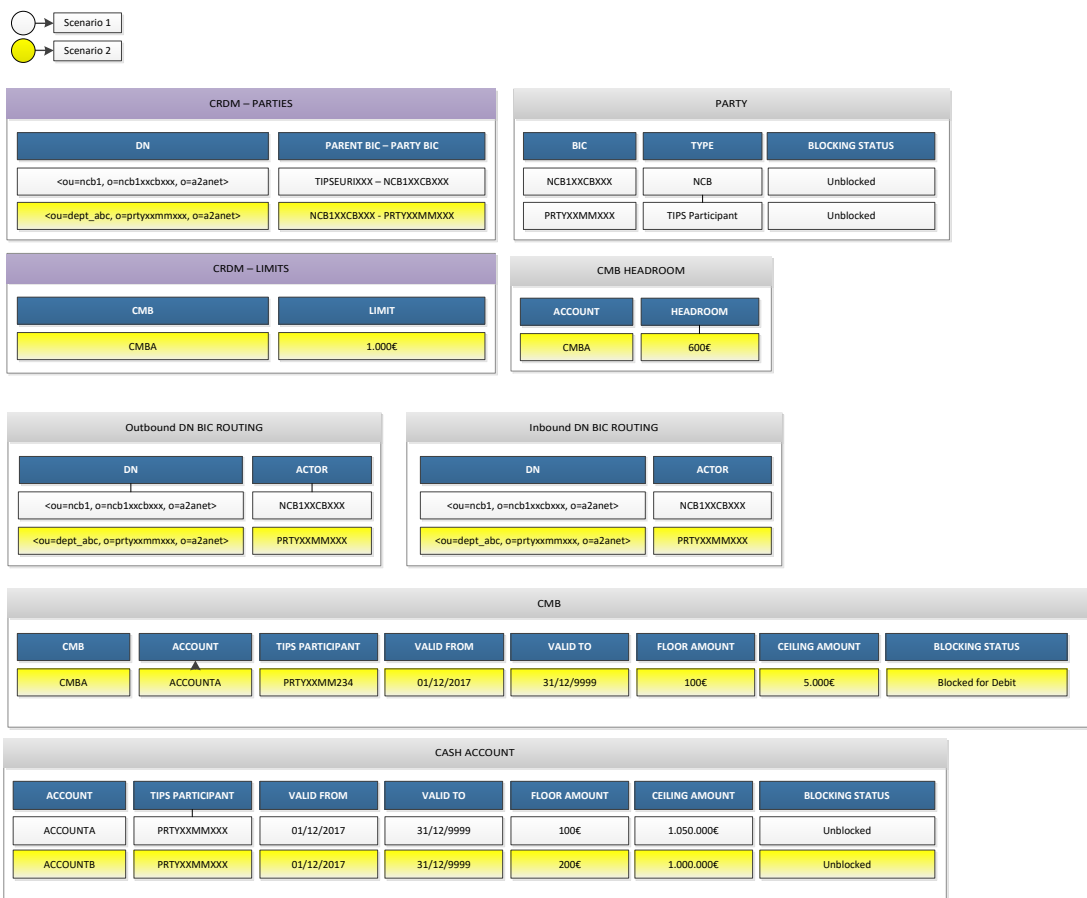 Scenario 1
Scenario 2
CRDM – PARTIES
DN PARENT BIC – PARTY BIC
<ou=ncb1, o=ncb1xxcbxxx, o=a2anet> TIPSEURIXXX – NCB1XXCBXXX
<ou=dept_abc, o=prtyxxmmxxx, o=a2anet> NCB1XXCBXXX - PRTYXXMMXXX
PARTY
BIC TYPE BLOCKING STATUS
NCB1XXCBXXX NCB Unblocked
PRTYXXMMXXX TIPS Participant Unblocked
CRDM – LIMITS
CMB LIMIT
CMBA 1.000€
CMB HEADROOM
ACCOUNT HEADROOM
CMBA 600€
Outbound DN BIC ROUTING
DN ACTOR
<ou=ncb1, o=ncb1xxcbxxx, o=a2anet> NCB1XXCBXXX
<ou=dept_abc, o=prtyxxmmxxx, o=a2anet> PRTYXXMMXXX
Inbound DN BIC ROUTING
DN ACTOR
<ou=ncb1, o=ncb1xxcbxxx, o=a2anet> NCB1XXCBXXX
<ou=dept_abc, o=prtyxxmmxxx, o=a2anet> PRTYXXMMXXX
CMB
CMB ACCOUNT TIPS PARTICIPANT VALID FROM VALID TO FLOOR AMOUNT CEILING AMOUNT BLOCKING STATUS
CMBA ACCOUNTA PRTYXXMM234 01/12/2017 31/12/9999 100€ 5.000€ Blocked for Debit
CASH ACCOUNT
ACCOUNT TIPS PARTICIPANT VALID FROM VALID TO FLOOR AMOUNT CEILING AMOUNT BLOCKING STATUS
ACCOUNTA PRTYXXMMXXX 01/12/2017 31/12/9999 100€ 1.050.000€ Unblocked
ACCOUNTB PRTYXXMMXXX 01/12/2017 31/12/9999 200€ 1.000.000€ Unblocked